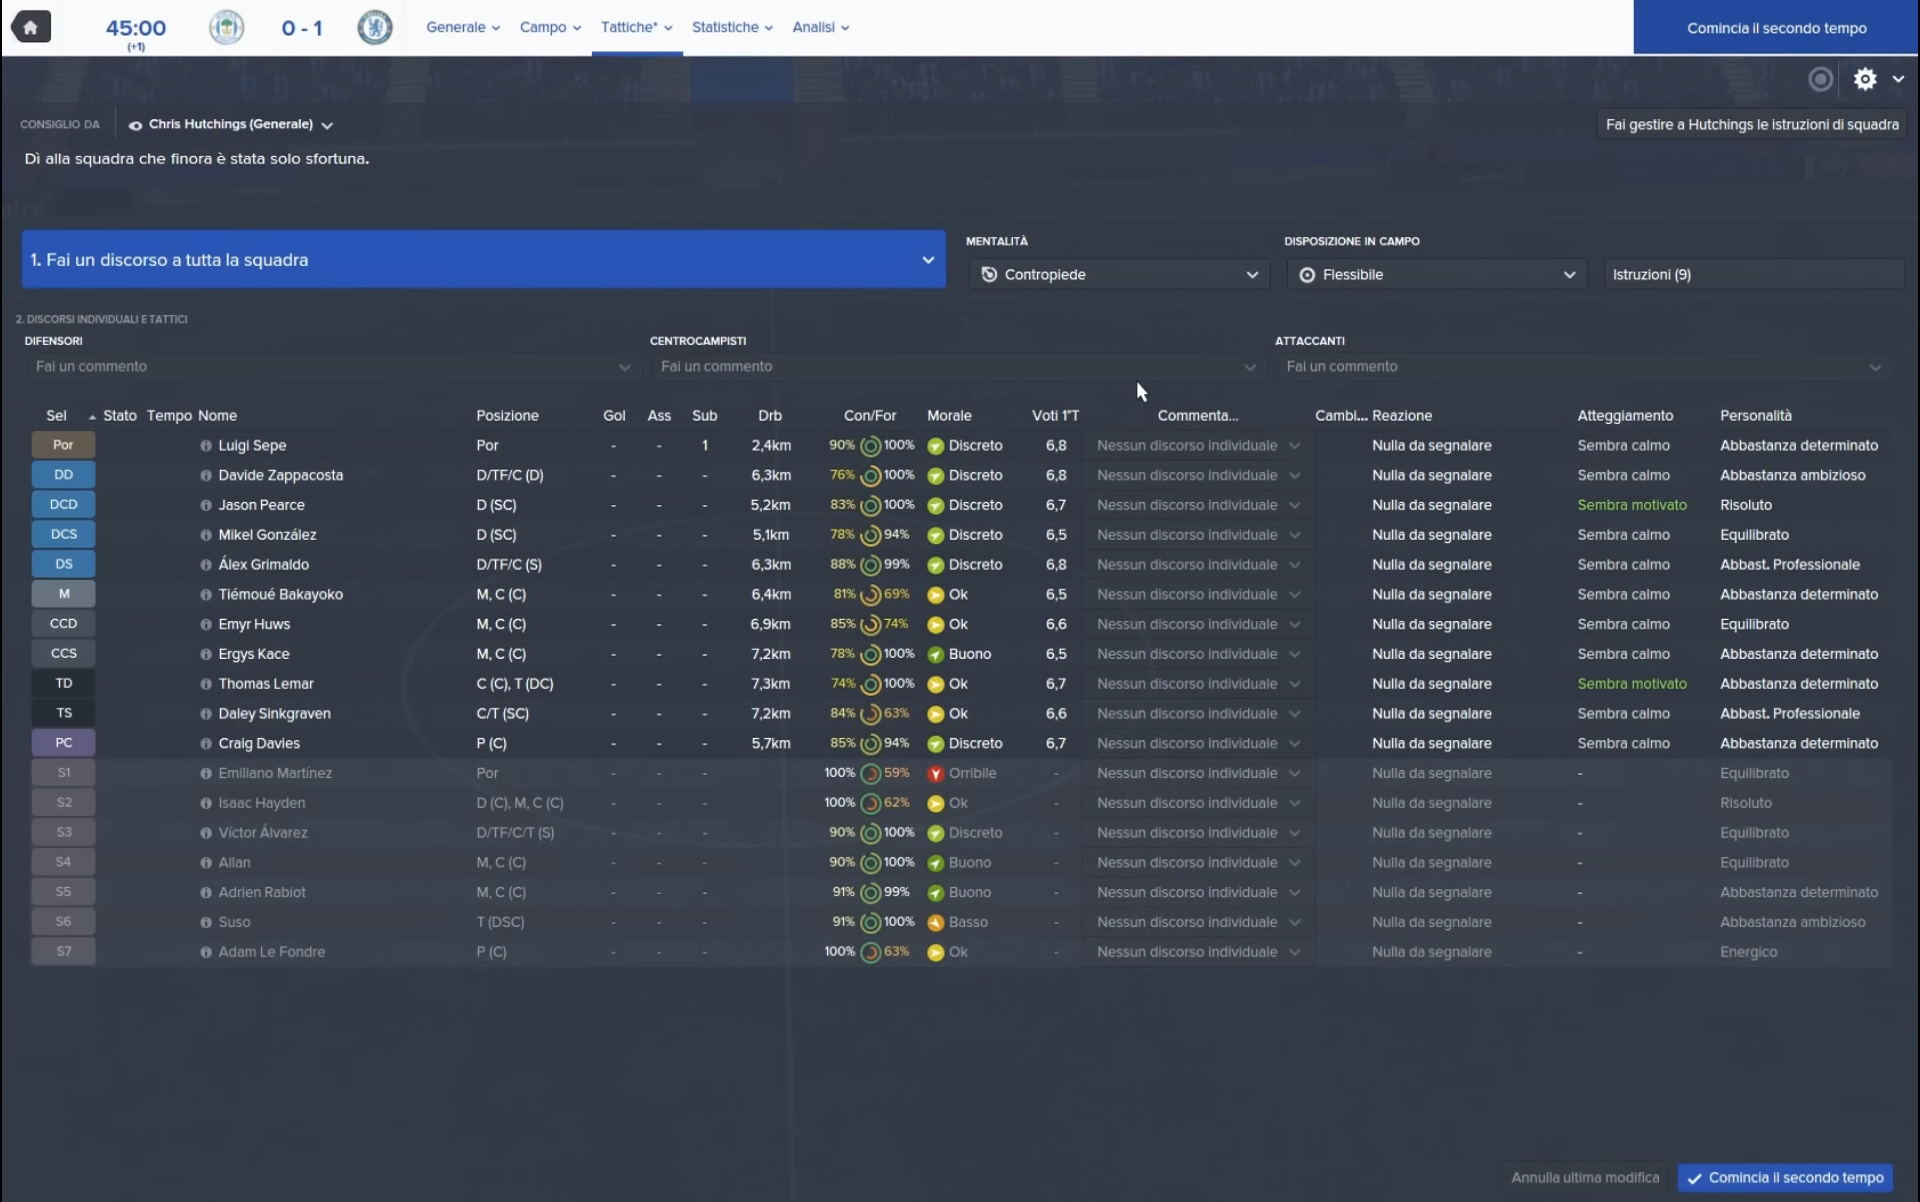 45:00 0 - 1 Generale Campo Tattiche* Statistiche Analisi Comincia il secondo tempo
(+1)
CONSIGLIO DA Chris Hutchings (Generale) Fai gestire a Hutchings le istruzioni di squadra
Dì alla squadra che finora è stata solo sfortuna.
MENTALITÀ DISPOSIZIONE IN CAMPO
1. Fai un discorso a tutta la squadra Contropiede Flessibile Istruzioni (9)
2. DISCORSI INDIVIDUALI E TATTICI
DIFENSORI CENTROCAMPISTI ATTACCANTI
Fai un commento Fai un commento Fai un commento
Sel Stato Tempo Nome Posizione Gol Ass Sub Drb Con/For Morale Voti 1°T Commenta... Cambi... Reazione Atteggiamento Personalità
Por Luigi Sepe Por - - 1 2,4km 90% 100% Discreto 6,8 Nessun discorso individuale Nulla da segnalare Sembra calmo Abbastanza determinato
DD Davide Zappacosta D/TF/C (D) - - - 6,3km 76% 100% Discreto 6,8 Nessun discorso individuale Nulla da segnalare Sembra calmo Abbastanza ambizioso
DCD Jason Pearce D (SC) - - - 5,2km 83% 100% Discreto 6,7 Nessun discorso individuale Nulla da segnalare Sembra motivato Risoluto
DCS Mikel González D (SC) - - - 5,1km 78% 94% Discreto 6,5 Nessun discorso individuale Nulla da segnalare Sembra calmo Equilibrato
DS Álex Grimaldo D/TF/C (S) - - - 6,3km 88% 99% Discreto 6,8 Nessun discorso individuale Nulla da segnalare Sembra calmo Abbast. Professionale
M Tiémoué Bakayoko M, C (C) - - - 6,4km 81% 69% Ok 6,5 Nessun discorso individuale Nulla da segnalare Sembra calmo Abbastanza determinato
CCD Emyr Huws M, C (C) - - - 6,9km 85% 74% Ok 6,6 Nessun discorso individuale Nulla da segnalare Sembra calmo Equilibrato
CCS Ergys Kace M, C (C) - - - 7,2km 78% 100% Buono 6,5 Nessun discorso individuale Nulla da segnalare Sembra calmo Abbastanza determinato
TD Thomas Lemar C (C), T (DC) - - - 7,3km 74% 100% Ok 6,7 Nessun discorso individuale Nulla da segnalare Sembra motivato Abbastanza determinato
TS Daley Sinkgraven C/T (SC) - - - 7,2km 84% 63% Ok 6,6 Nessun discorso individuale Nulla da segnalare Sembra calmo Abbast. Professionale
PC Craig Davies P (C) - - - 5,7km 85% 94% Discreto 6,7 Nessun discorso individuale Nulla da segnalare Sembra calmo Abbastanza determinato
S1 Emiliano Martínez Por - - - 100% 59% Orribile - Nessun discorso individuale Nulla da segnalare - Equilibrato
S2 Isaac Hayden D (C), M, C (C) - - - 100% 62% Ok - Nessun discorso individuale Nulla da segnalare - Risoluto
S3 Víctor Álvarez D/TF/C/T (S) - - - 90% 100% Discreto - Nessun discorso individuale Nulla da segnalare - Equilibrato
S4 Allan M, C (C) - - - 90% 100% Buono - Nessun discorso individuale Nulla da segnalare - Equilibrato
S5 Adrien Rabiot M, C (C) - - - 91% 99% Buono - Nessun discorso individuale Nulla da segnalare - Abbastanza determinato
S6 Suso T (DSC) - - - 91% 100% Basso - Nessun discorso individuale Nulla da segnalare - Abbastanza ambizioso
S7 Adam Le Fondre P (C) - - - 100% 63% Ok - Nessun discorso individuale Nulla da segnalare - Energico
Annulla ultima modifica Comincia il secondo tempo